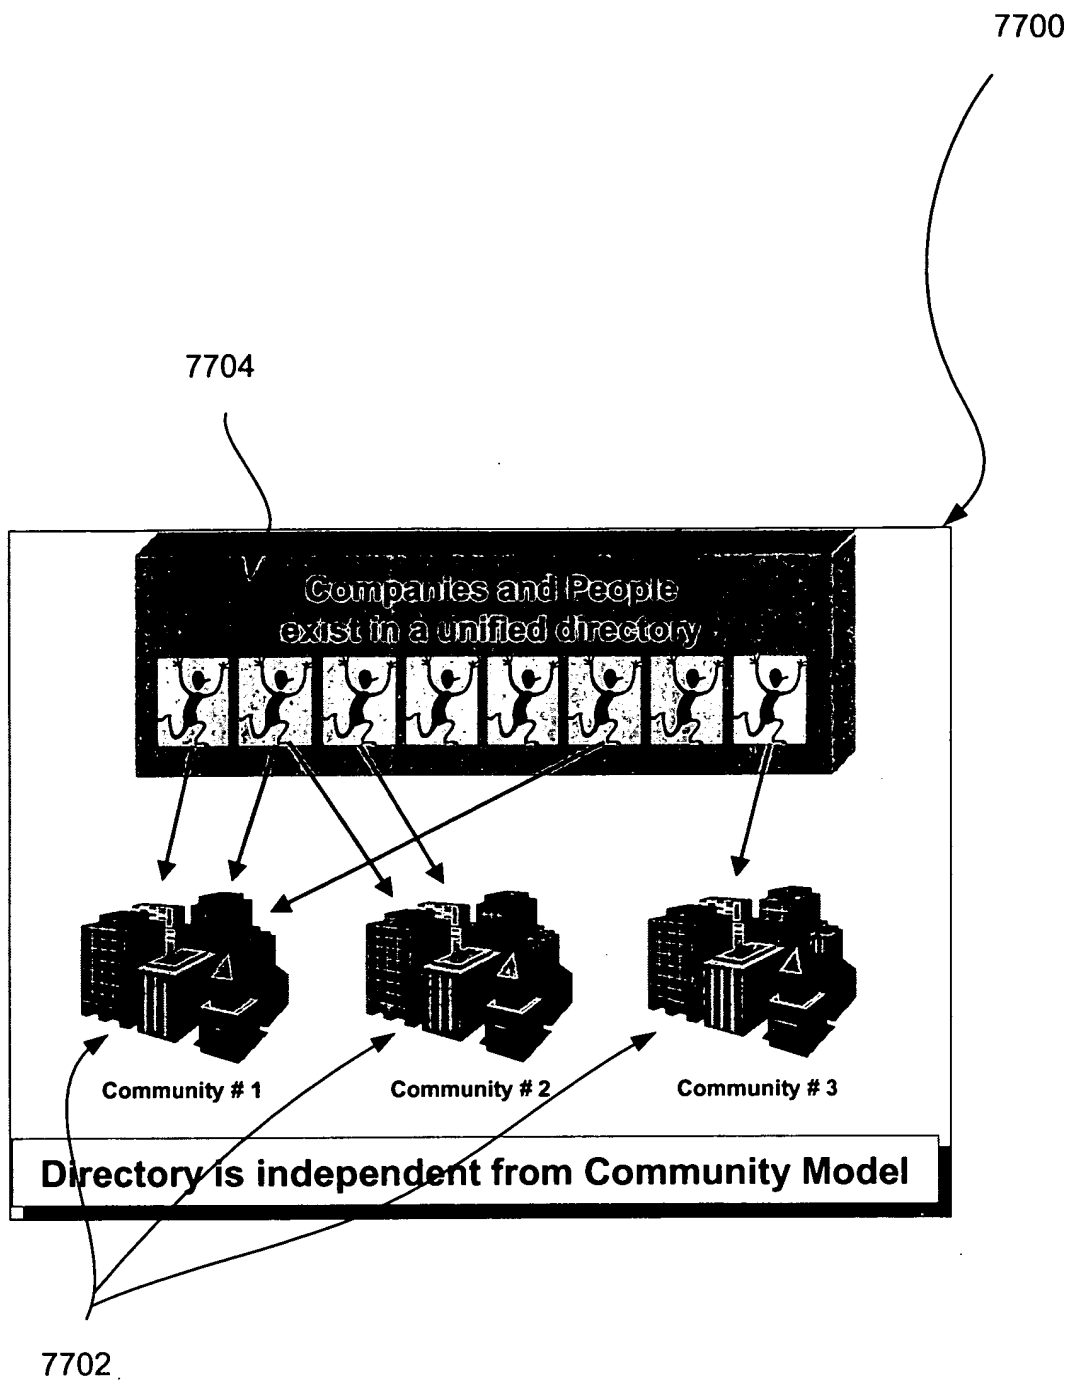 7700
7704
Companies and People
exist in a unified directory
Community # 1
Community # 2
Community # 3
Directory is independent from Community Model
7702